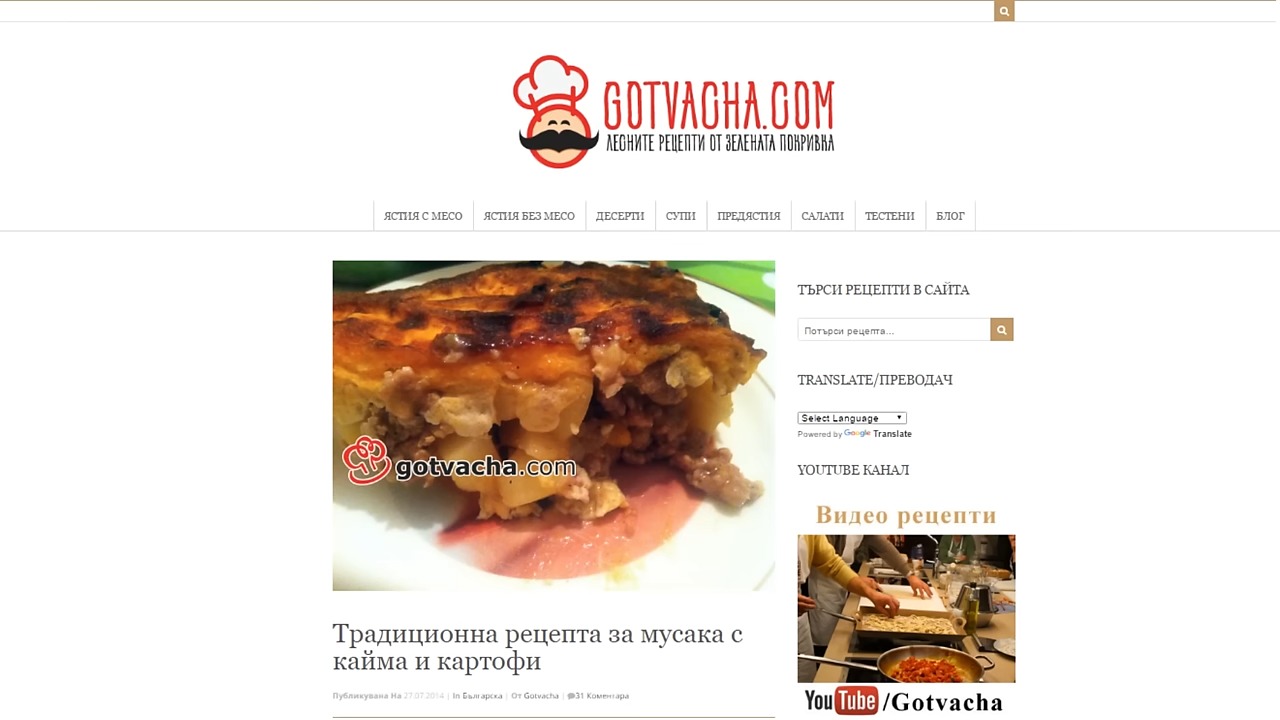 GOTVACHA.COM
ЛЕСНИТЕ РЕЦЕПТИ ОТ ЗЕЛЕНАТА ПОКРИВКА
ЯСТИЯ С МЕСО ЯСТИЯ БЕЗ МЕСО ДЕСЕРТИ СУПИ ПРЕДЯСТИЯ САЛАТИ ТЕСТЕНИ БЛОГ
gotvacha.com
Традиционна рецепта за мусака с
кайма и картофи
Публикувана На 27.07.2014 | In Българска | От Gotvacha | 31 Коментара
ТЪРСИ РЕЦЕПТИ В САЙТА
Потърси рецепта...
TRANSLATE/ПРЕВОДАЧ
Select Language
Powered by Google Translate
YOUTUBE КАНАЛ
Видео рецепти
YouTube/Gotvacha